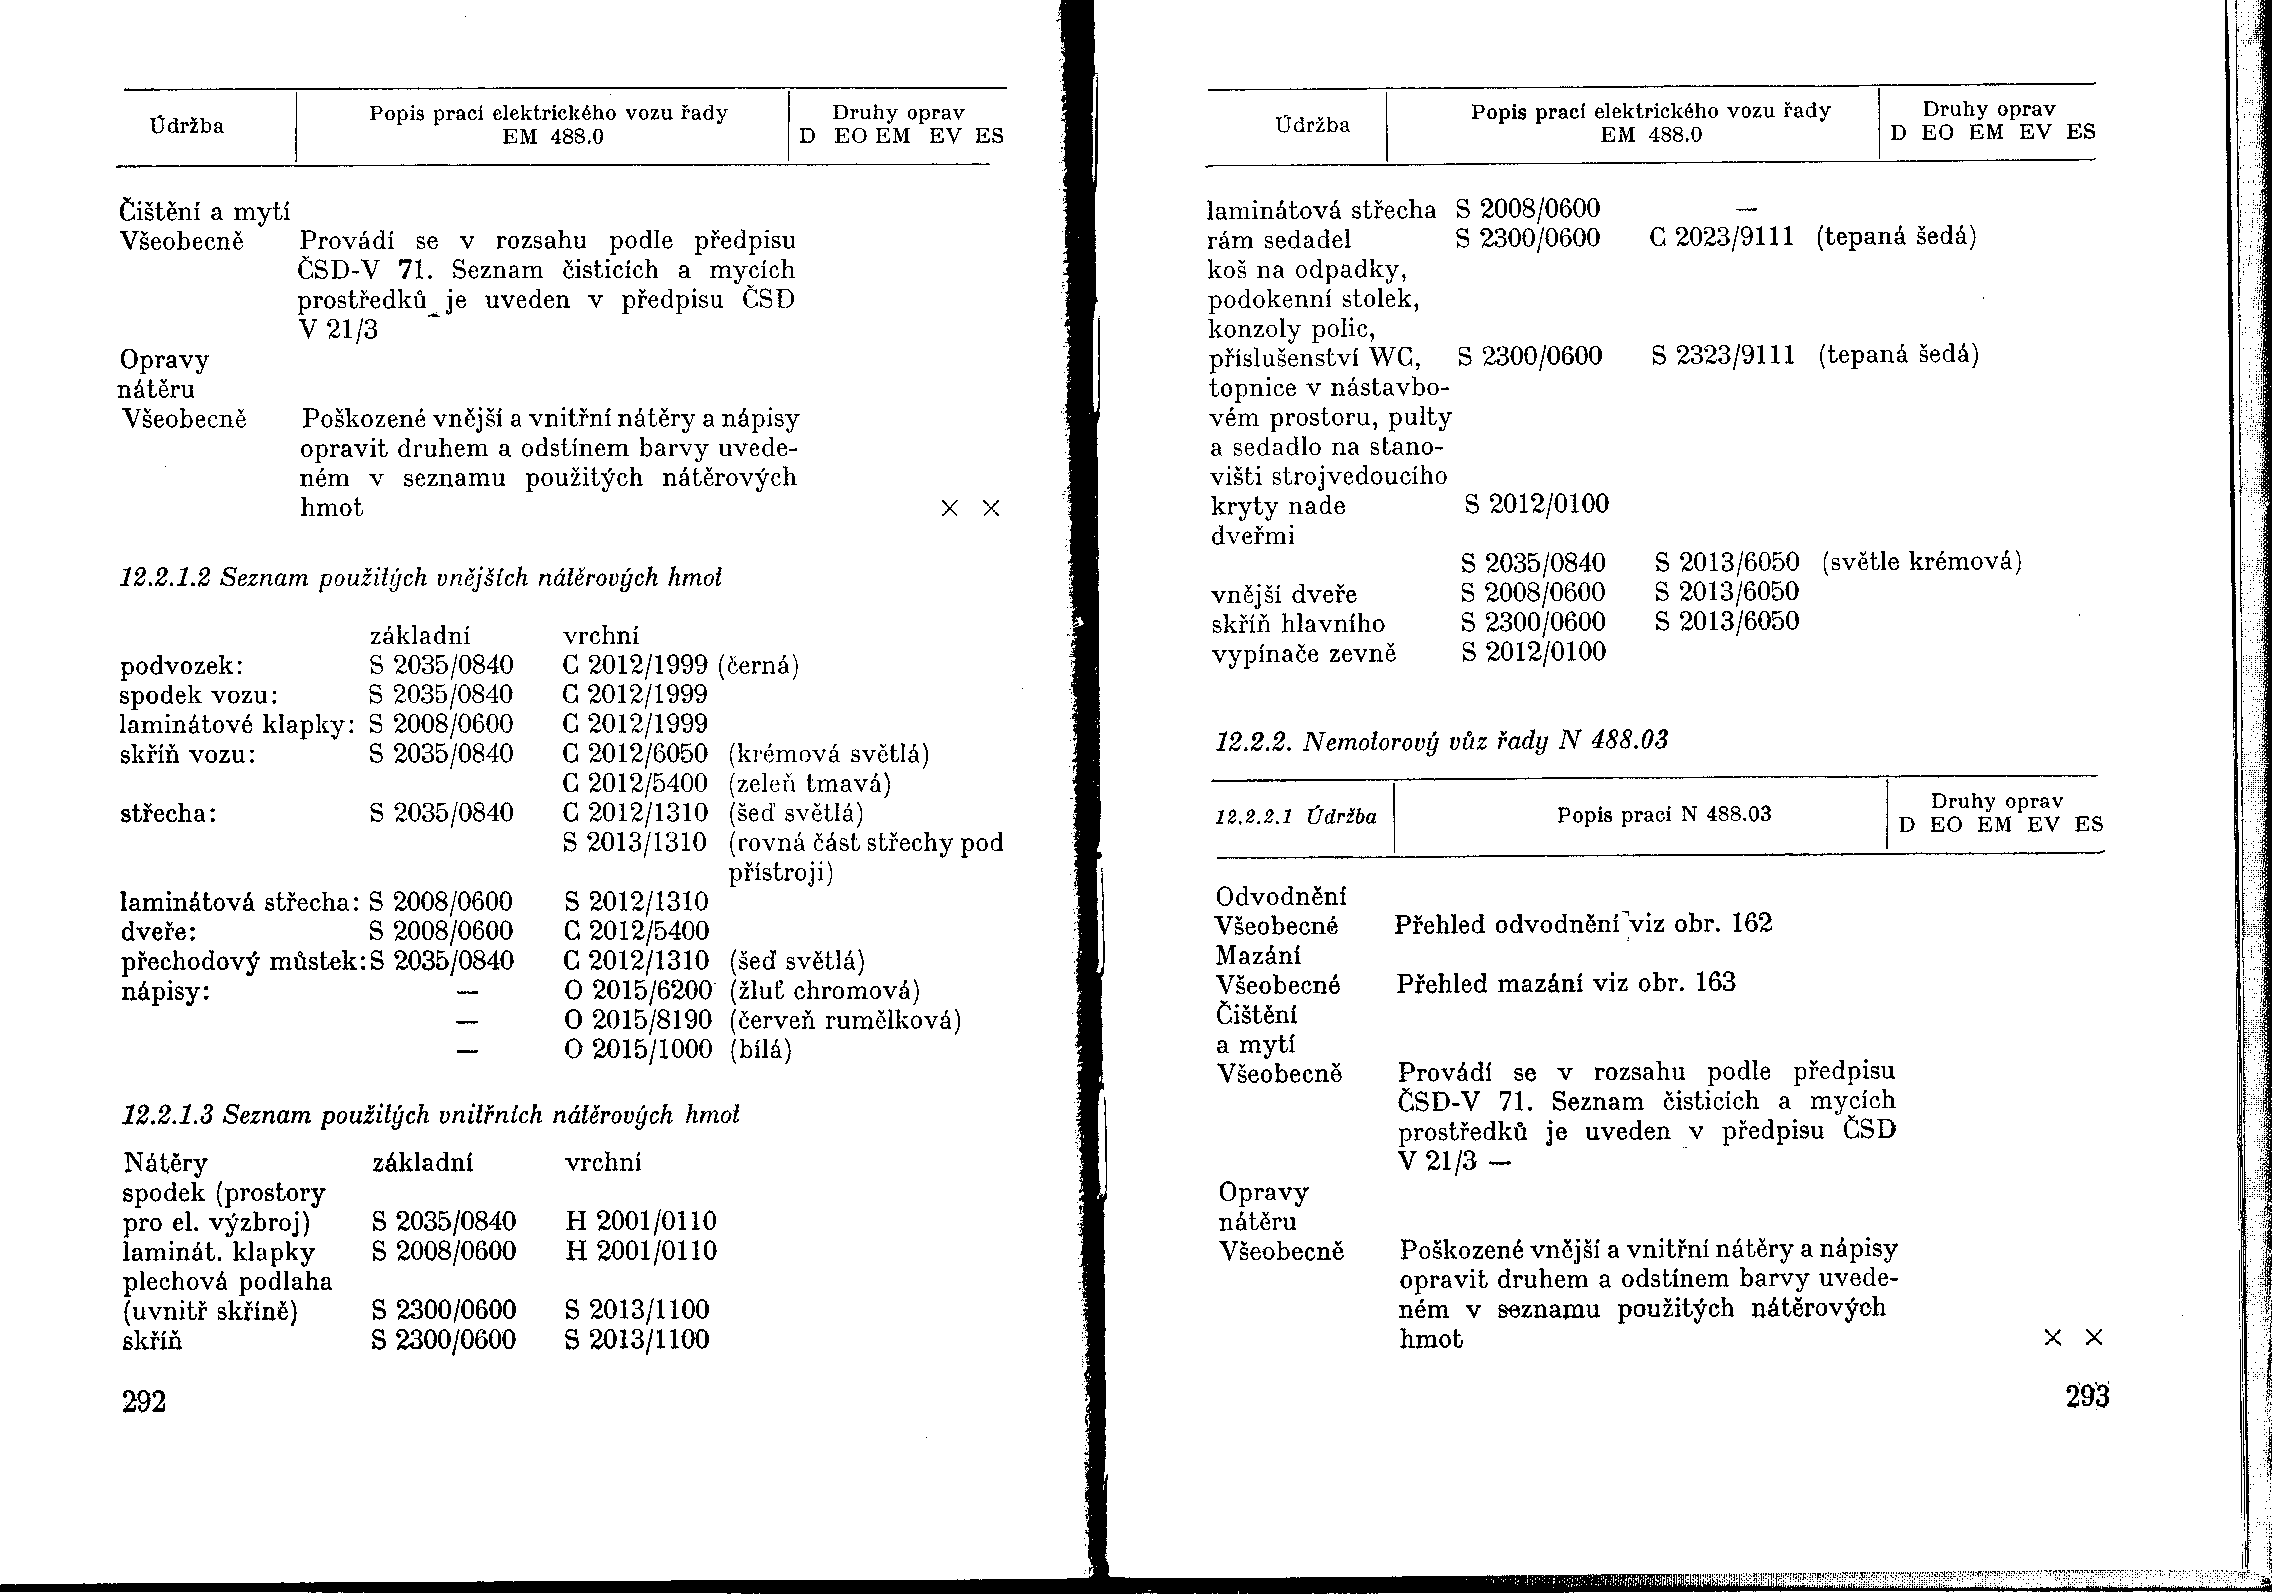 Údržba Popis prací elektrického vozu řady Druhy oprav
EM 488.0 D EO EM EV ES
Čištění a mytí
Všeobecně Provádí se v rozsahu podle předpisu
ČSD-V 71. Seznam čisticích a mycích
prostředků je uveden v předpisu ČSD
V 21/3
Opravy
nátěru
Všeobecně Poškozené vnější a vnitřní nátěry a nápisy
opravit druhem a odstínem barvy uvede-
ném v seznamu použitých nátěrových
hmot × ×
12.2.1.2 Seznam použitých vnějších nátěrových hmot
základní vrchní
podvozek: S 2035/0840 C 2012/1999 (černá)
spodek vozu: S 2035/0840 C 2012/1999
laminátové klapky: S 2008/0600 C 2012/1999
skříň vozu: S 2035/0840 C 2012/6050 (krémová světlá)
C 2012/5400 (zeleň tmavá)
střecha: S 2035/0840 C 2012/1310 (šeď světlá)
S 2013/1310 (rovná část střechy pod
přístroji)
laminátová střecha: S 2008/0600 S 2012/1310
dveře: S 2008/0600 C 2012/5400
přechodový můstek: S 2035/0840 C 2012/1310 (šeď světlá)
nápisy: — O 2015/6200 (žluť chromová)
— O 2015/8190 (červeň rumělková)
— O 2015/1000 (bílá)
12.2.1.3 Seznam použitých vnitřních nátěrových hmot
Nátěry základní vrchní
spodek (prostory
pro el. výzbroj) S 2035/0840 H 2001/0110
laminát. klapky S 2008/0600 H 2001/0110
plechová podlaha
(uvnitř skříně) S 2300/0600 S 2013/1100
skříň S 2300/0600 S 2013/1100
292
Údržba Popis prací elektrického vozu řady Druhy oprav
EM 488.0 D EO EM EV ES
laminátová střecha S 2008/0600 —
rám sedadel S 2300/0600 C 2023/9111 (tepaná šedá)
koš na odpadky,
podokenní stolek,
konzoly polic,
příslušenství WC, S 2300/0600 S 2323/9111 (tepaná šedá)
topnice v nástavbo-
vém prostoru, pulty
a sedadlo na stano-
višti strojvedoucího
kryty nade S 2012/0100
dveřmi
S 2035/0840 S 2013/6050 (světle krémová)
vnější dveře S 2008/0600 S 2013/6050
skříň hlavního S 2300/0600 S 2013/6050
vypínače zevně S 2012/0100
12.2.2. Nemotorový vůz řady N 488.03
12.2.2.1 Údržba Popis prací N 488.03 Druhy oprav
D EO EM EV ES
Odvodnění
Všeobecné Přehled odvodnění viz obr. 162
Mazání
Všeobecné Přehled mazání viz obr. 163
Čištění
a mytí
Všeobecně Provádí se v rozsahu podle předpisu
ČSD-V 71. Seznam čisticích a mycích
prostředků je uveden v předpisu ČSD
V 21/3 —
Opravy
nátěru
Všeobecně Poškozené vnější a vnitřní nátěry a nápisy
opravit druhem a odstínem barvy uvede-
ném v seznamu použitých nátěrových
hmot × ×
293